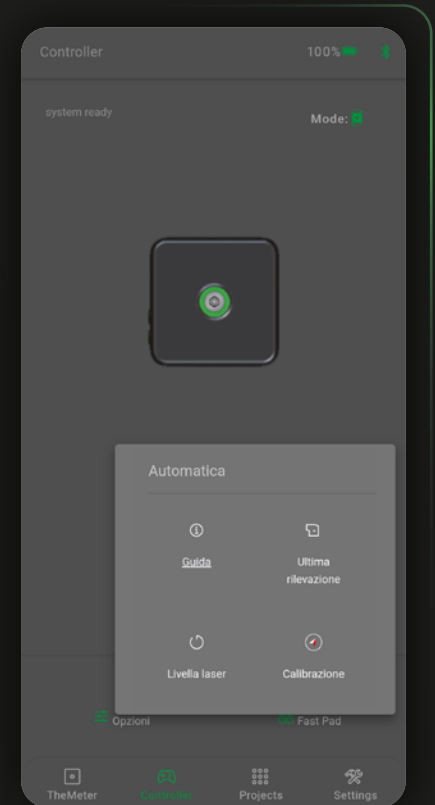 Controller 100%
system ready
Mode:
Automatica
Guida
Ultima
rilevazione
Livella laser
Calibrazione
Opzioni
Fast Pad
TheMeter
Controller
Projects
Settings